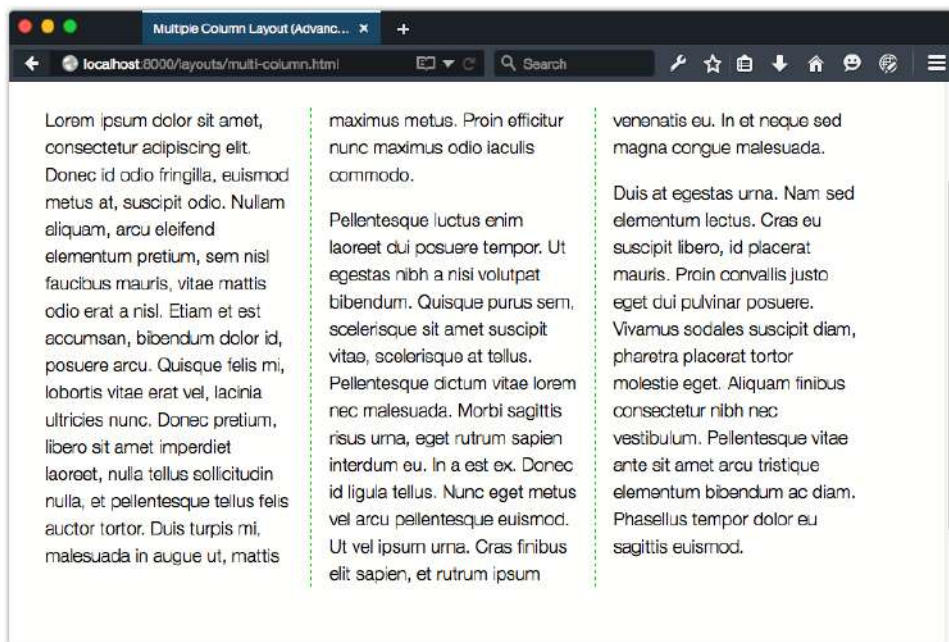 Multiple Column Layout (Advanc...
localhost:8000/layouts/multi-column.html
Search
Lorem ipsum dolor sit amet,
consectetur adipiscing elit.
Donec id odio fringilla, euismod
metus at, suscipit odio. Nullam
aliquam, arcu eleifend
elementum pretium, sem nisl
faucibus mauris, vitae mattis
odio erat a nisl. Etiam et est
accumsan, bibendum dolor id,
posuere arcu. Quisque felis mi,
lobortis vitae erat vel, lacinia
ultricies nunc. Donec pretium,
libero sit amet imperdiet
laoreet, nulla tellus sollicitudin
nulla, et pellentesque tellus felis
auctor tortor. Duis turpis mi,
malesuada in augue ut, mattis
maximus metus. Proin efficitur
nunc maximus odio iaculis
commodo.
Pellentesque luctus enim
laoreet dui posuere tempor. Ut
egestas nibh a nisi volutpat
bibendum. Quisque purus sem,
scelerisque sit amet suscipit
vitae, scelerisque at tellus.
Pellentesque dictum vitae lorem
nec malesuada. Morbi sagittis
risus urna, eget rutrum sapien
interdum eu. In a est ex. Donec
id ligula tellus. Nunc eget metus
vel arcu pellentesque euismod.
Ut vel ipsum urna. Cras finibus
elit sapien, et rutrum ipsum
venenatis eu. In et neque sed
magna congue malesuada.
Duis at egestas urna. Nam sed
elementum lectus. Cras eu
suscipit libero, id placerat
mauris. Proin convallis justo
eget dui pulvinar posuere.
Vivamus sodales suscipit diam,
pharetra placerat tortor
molestie eget. Aliquam finibus
consectetur nibh nec
vestibulum. Pellentesque vitae
ante sit amet arcu tristique
elementum bibendum ac diam.
Phasellus tempor dolor eu
sagittis euismod.